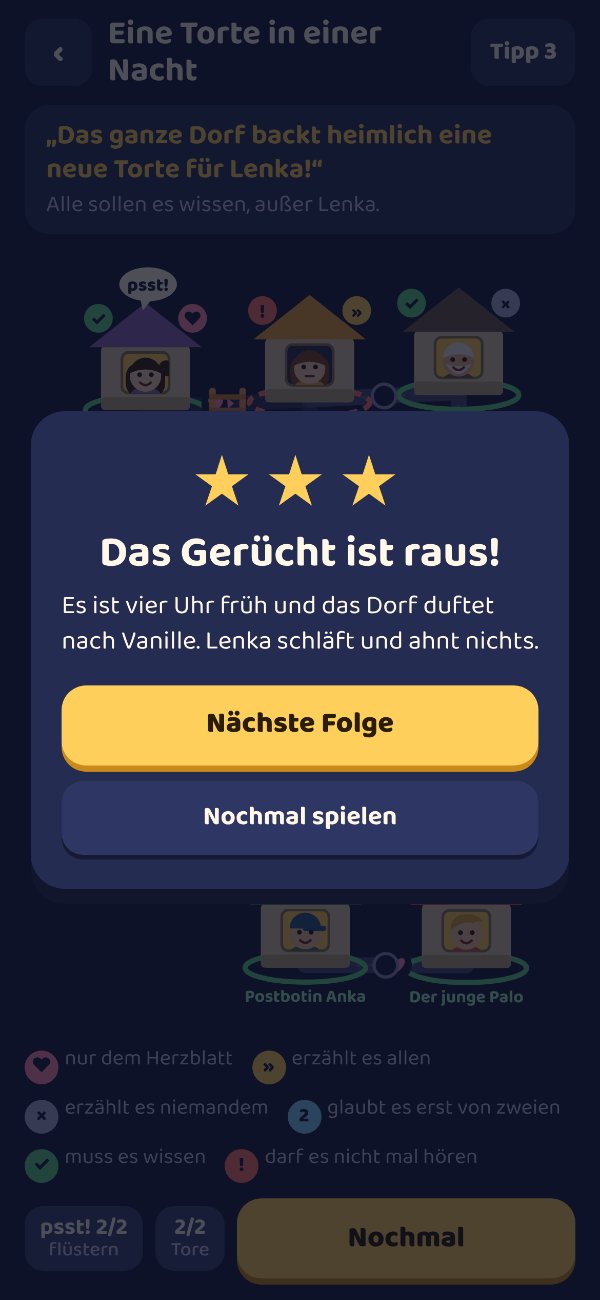 Eine Torte in einer
Nacht
Tipp 3
„Das ganze Dorf backt heimlich eine
neue Torte für Lenka!“
Alle sollen es wissen, außer Lenka.
psst!
! »
×
Das Gerücht ist raus!
Es ist vier Uhr früh und das Dorf duftet
nach Vanille. Lenka schläft und ahnt nichts.
Nächste Folge
Nochmal spielen
Postbotin Anka
Der junge Palo
nur dem Herzblatt
» erzählt es allen
× erzählt es niemandem
2 glaubt es erst von zweien
muss es wissen
! darf es nicht mal hören
psst! 2/2
flüstern
2/2
Tore
Nochmal